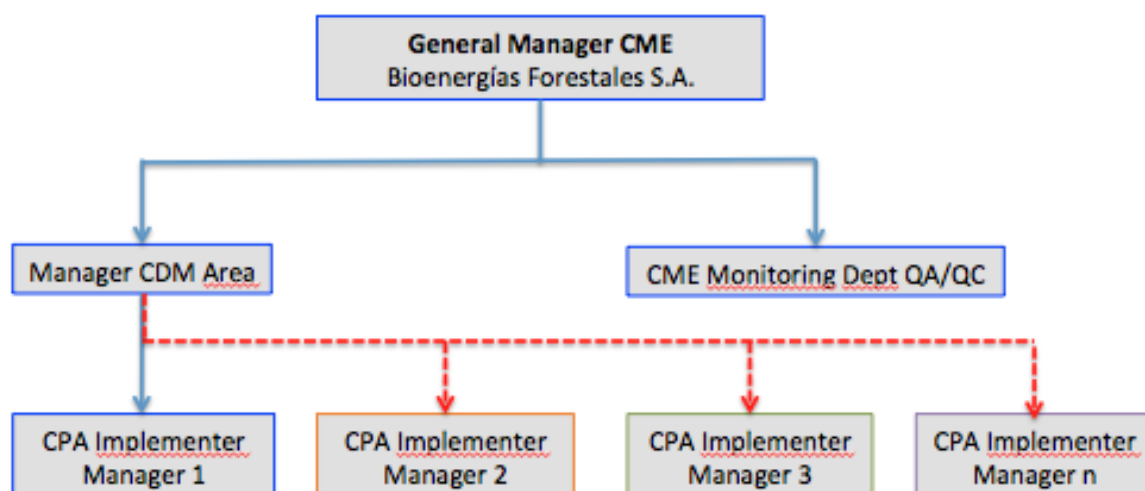 General Manager CME
Bioenergías Forestales S.A.
Manager CDM Area
CME Monitoring Dept QA/QC
CPA Implementer
Manager 1
CPA Implementer
Manager 2
CPA Implementer
Manager 3
CPA Implementer
Manager n